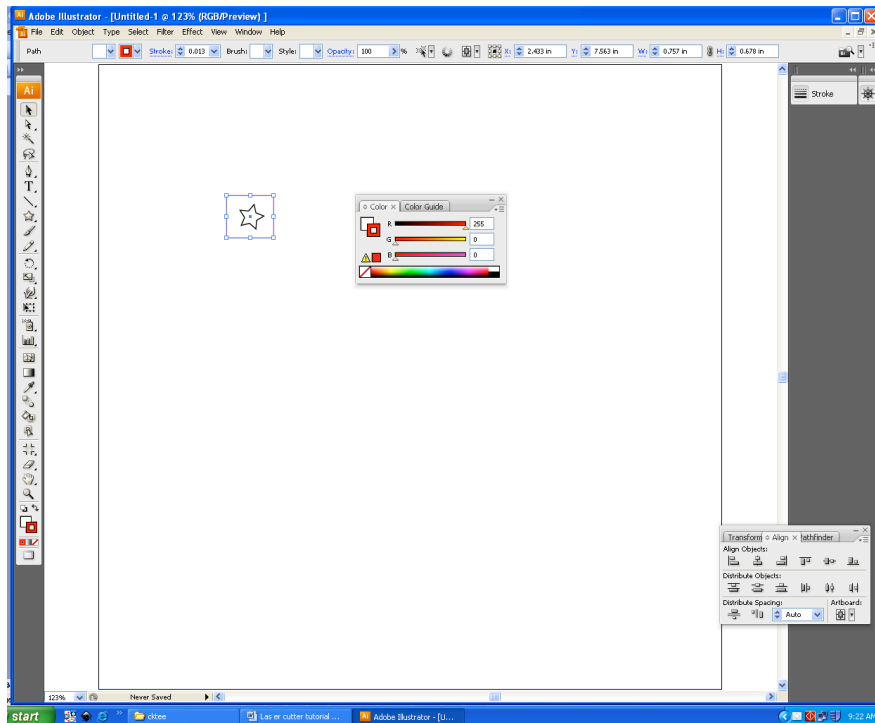 Adobe Illustrator - [Untitled-1 @ 123% (RGB/Preview) ]
File Edit Object Type Select Filter Effect View Window Help
Path Stroke: 0.013 Brush: Style: Opacity: 100 % X: 2.433 in Y: 7.563 in W: 0.757 in H: 0.678 in
Ai
Stroke
Color × Color Guide
R 255
G 0
B 0
T
Transform Align × Pathfinder
Align Objects:
Distribute Objects:
Distribute Spacing: Artboard:
Auto
123% Never Saved
start cktee Las er cutter tutorial ... Adobe Illustrator - [U... 9:22 AM